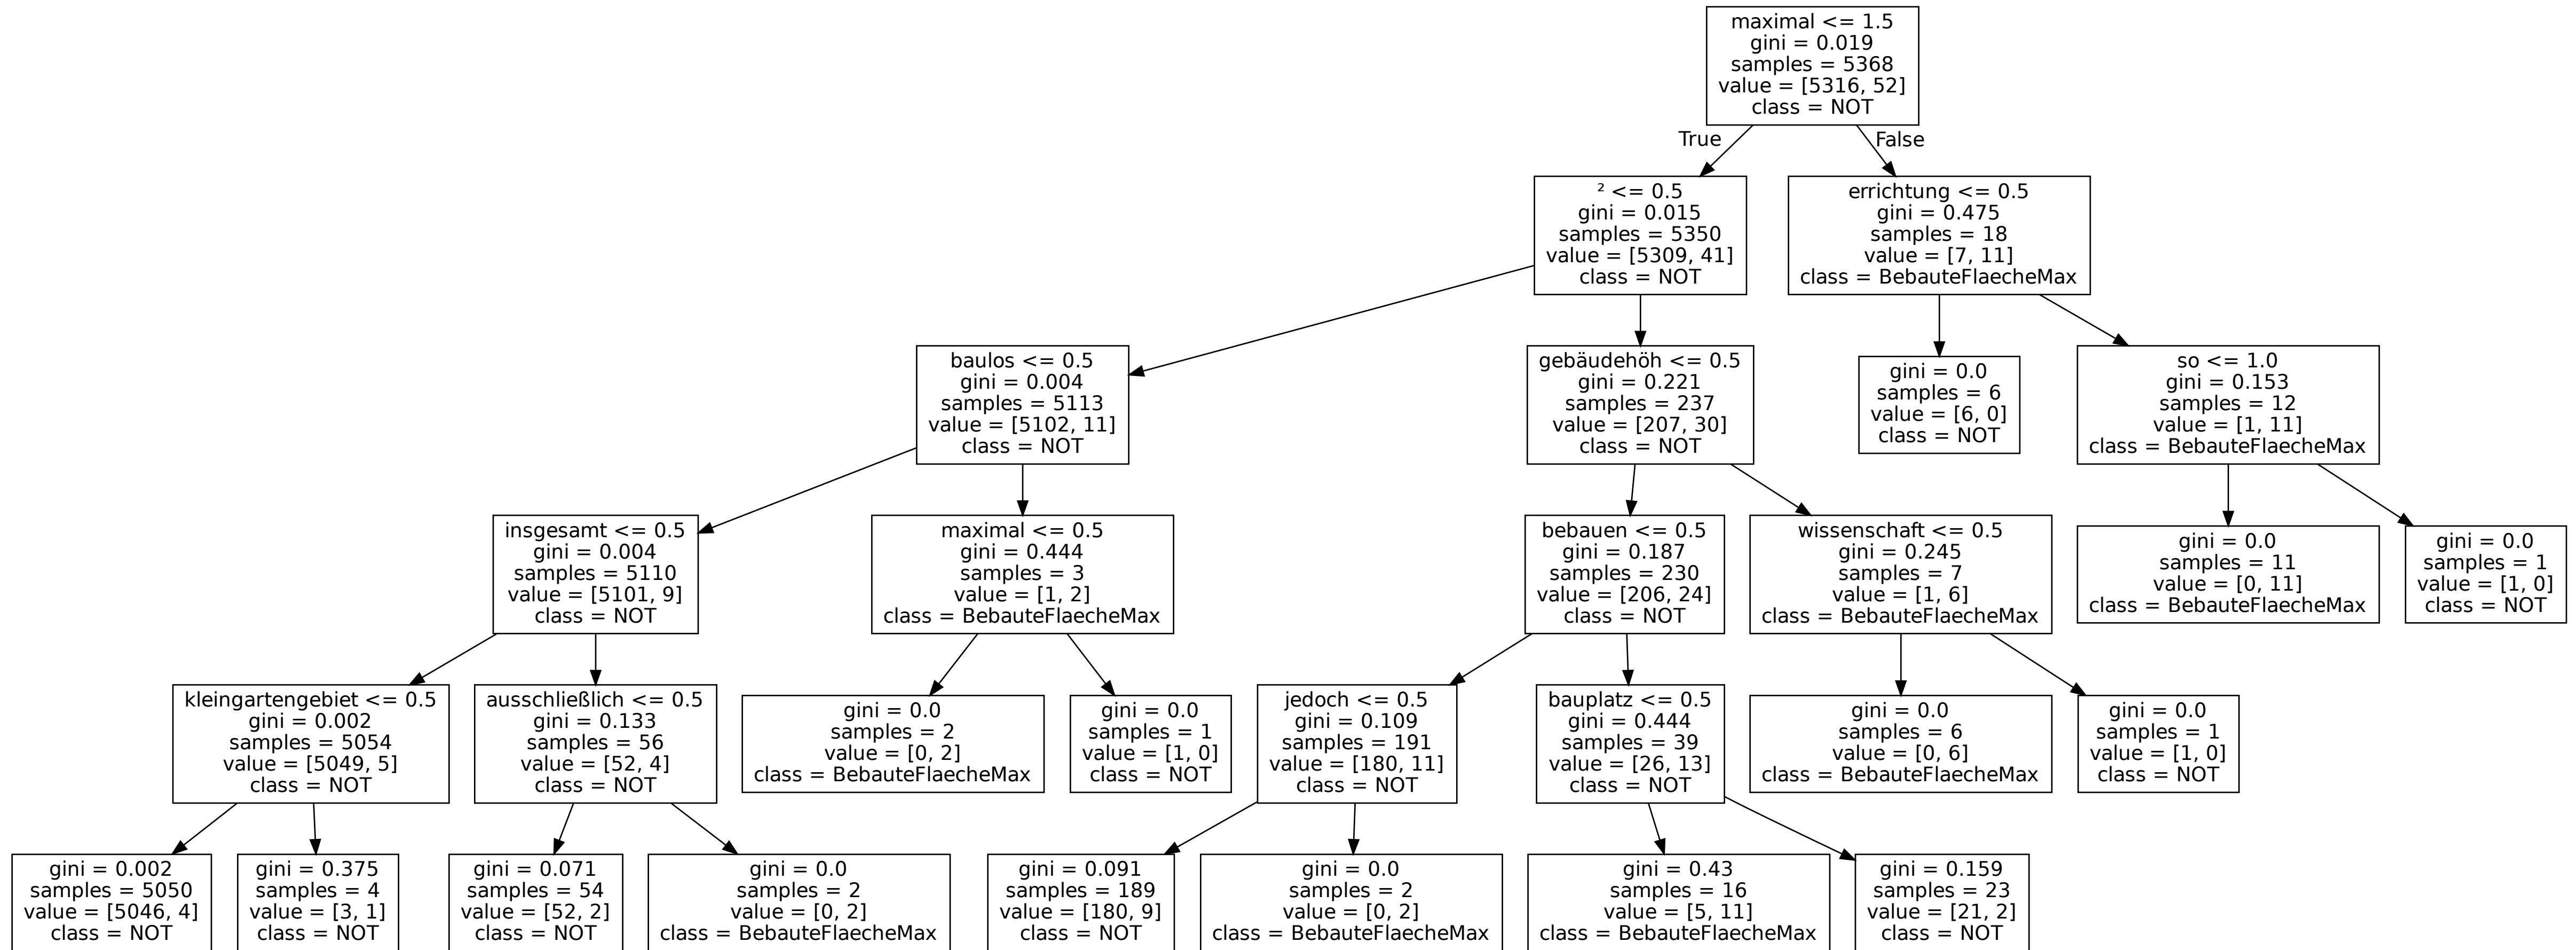 maximal <= 1.5
gini = 0.019
samples = 5368
value = [5316, 52]
class = NOT
True
False
² <= 0.5
gini = 0.015
samples = 5350
value = [5309, 41]
class = NOT
errichtung <= 0.5
gini = 0.475
samples = 18
value = [7, 11]
class = BebauteFlaecheMax
baulos <= 0.5
gini = 0.004
samples = 5113
value = [5102, 11]
class = NOT
gebäudehöh <= 0.5
gini = 0.221
samples = 237
value = [207, 30]
class = NOT
gini = 0.0
samples = 6
value = [6, 0]
class = NOT
so <= 1.0
gini = 0.153
samples = 12
value = [1, 11]
class = BebauteFlaecheMax
insgesamt <= 0.5
gini = 0.004
samples = 5110
value = [5101, 9]
class = NOT
maximal <= 0.5
gini = 0.444
samples = 3
value = [1, 2]
class = BebauteFlaecheMax
bebauen <= 0.5
gini = 0.187
samples = 230
value = [206, 24]
class = NOT
wissenschaft <= 0.5
gini = 0.245
samples = 7
value = [1, 6]
class = BebauteFlaecheMax
gini = 0.0
samples = 11
value = [0, 11]
class = BebauteFlaecheMax
gini = 0.0
samples = 1
value = [1, 0]
class = NOT
kleingartengebiet <= 0.5
gini = 0.002
samples = 5054
value = [5049, 5]
class = NOT
ausschließlich <= 0.5
gini = 0.133
samples = 56
value = [52, 4]
class = NOT
gini = 0.0
samples = 2
value = [0, 2]
class = BebauteFlaecheMax
gini = 0.0
samples = 1
value = [1, 0]
class = NOT
jedoch <= 0.5
gini = 0.109
samples = 191
value = [180, 11]
class = NOT
bauplatz <= 0.5
gini = 0.444
samples = 39
value = [26, 13]
class = NOT
gini = 0.0
samples = 6
value = [0, 6]
class = BebauteFlaecheMax
gini = 0.0
samples = 1
value = [1, 0]
class = NOT
gini = 0.002
samples = 5050
value = [5046, 4]
class = NOT
gini = 0.375
samples = 4
value = [3, 1]
class = NOT
gini = 0.071
samples = 54
value = [52, 2]
class = NOT
gini = 0.0
samples = 2
value = [0, 2]
class = BebauteFlaecheMax
gini = 0.091
samples = 189
value = [180, 9]
class = NOT
gini = 0.0
samples = 2
value = [0, 2]
class = BebauteFlaecheMax
gini = 0.43
samples = 16
value = [5, 11]
class = BebauteFlaecheMax
gini = 0.159
samples = 23
value = [21, 2]
class = NOT